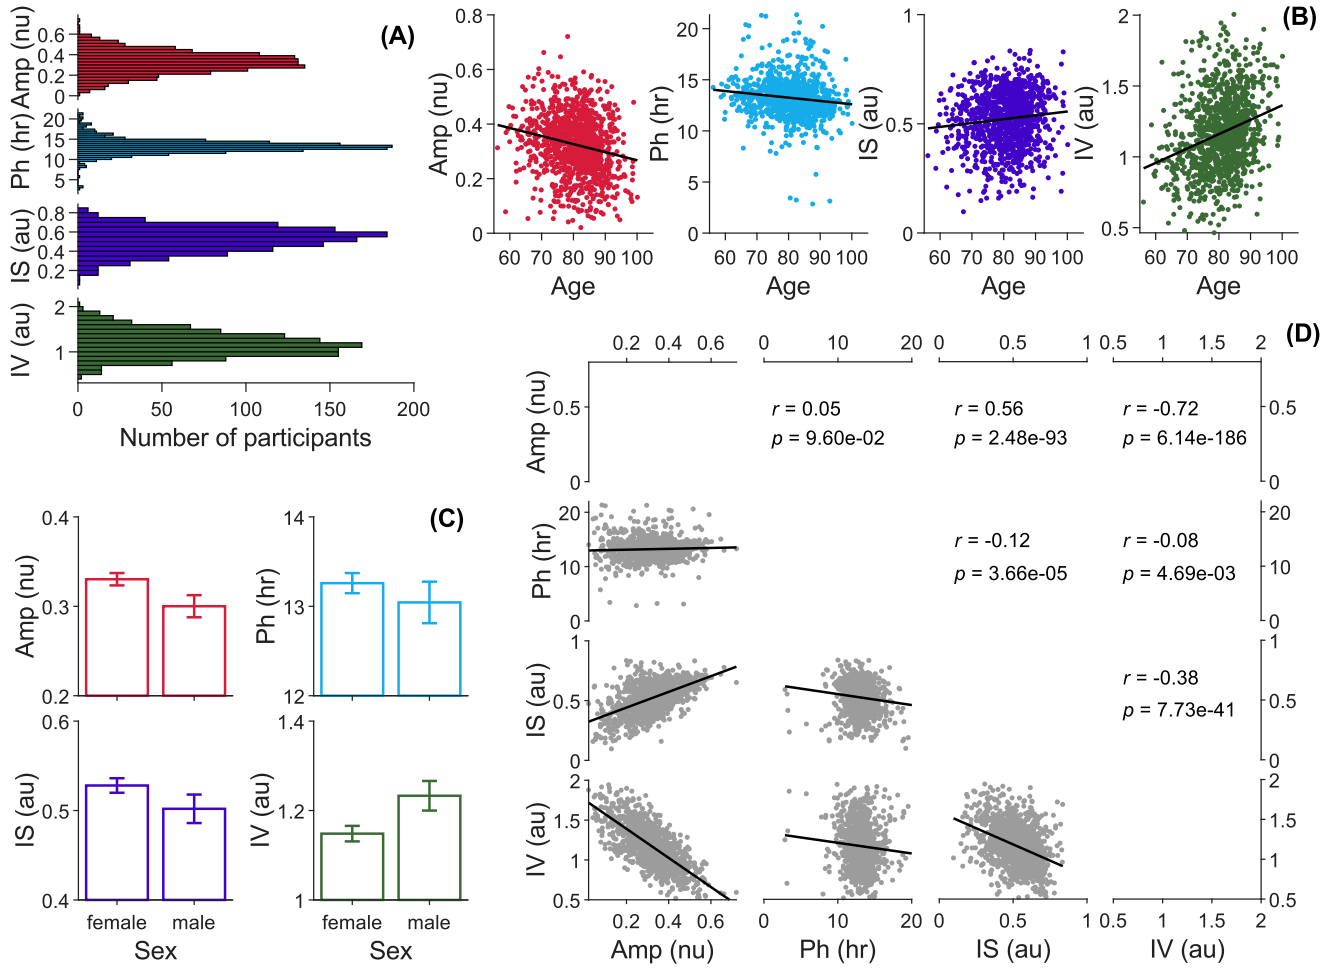 (A)
Amp (nu)
0.6
0.4
0.2
0
Ph (hr)
20
15
10
5
IS (au)
0.8
0.6
0.4
0.2
IV (au)
2
1
0 50 100 150 200
Number of participants
(B)
Amp (nu)
0.8
0.6
0.4
0.2
0
60 70 80 90 100
Age
Ph (hr)
20
15
10
5
0
60 70 80 90 100
Age
IS (au)
1
0.5
0
60 70 80 90 100
Age
IV (au)
2
1.5
1
0.5
60 70 80 90 100
Age
(C)
Amp (nu)
0.4
0.3
0.2
Ph (hr)
14
13
12
IS (au)
0.6
0.5
0.4
female male
Sex
IV (au)
1.4
1.2
1
female male
Sex
(D)
0.2 0.4 0.6 0 10 20 0 0.5 1 0.5 1 1.5 2
Amp (nu)
0.5
0
r = 0.05
p = 9.60e-02
r = 0.56
p = 2.48e-93
r = -0.72
p = 6.14e-186
0.5
0
Ph (hr)
20
10
0
r = -0.12
p = 3.66e-05
r = -0.08
p = 4.69e-03
20
10
0
IS (au)
1
0.5
0
r = -0.38
p = 7.73e-41
1
0.5
0
IV (au)
2
1.5
1
0.5
2
1.5
1
0.5
0.2 0.4 0.6 0 10 20 0 0.5 1 0.5 1 1.5 2
Amp (nu) Ph (hr) IS (au) IV (au)